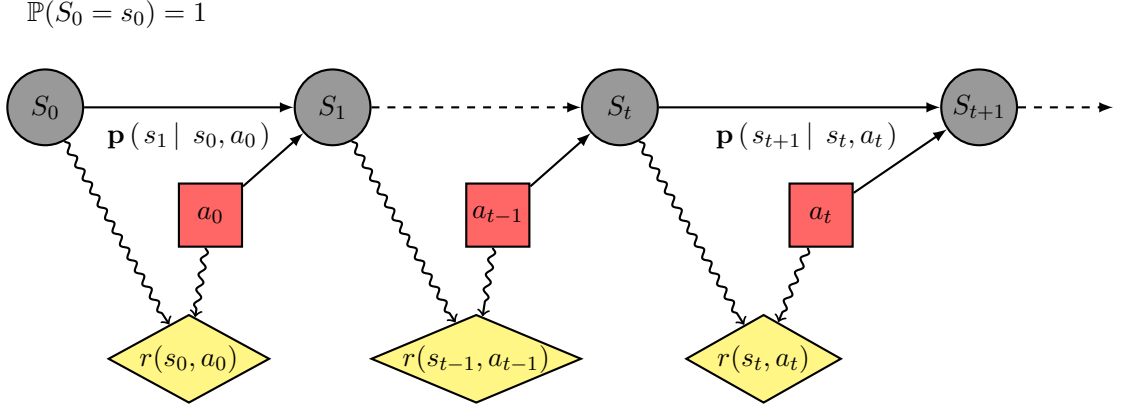 ℙ(S₀ = s₀) = 1
S₀
S₁
Sₜ
Sₜ₊₁
𝐩 (s₁ | s₀, a₀)
𝐩 (sₜ₊₁ | sₜ, aₜ)
a₀
aₜ₋₁
aₜ
r(s₀, a₀)
r(sₜ₋₁, aₜ₋₁)
r(sₜ, aₜ)